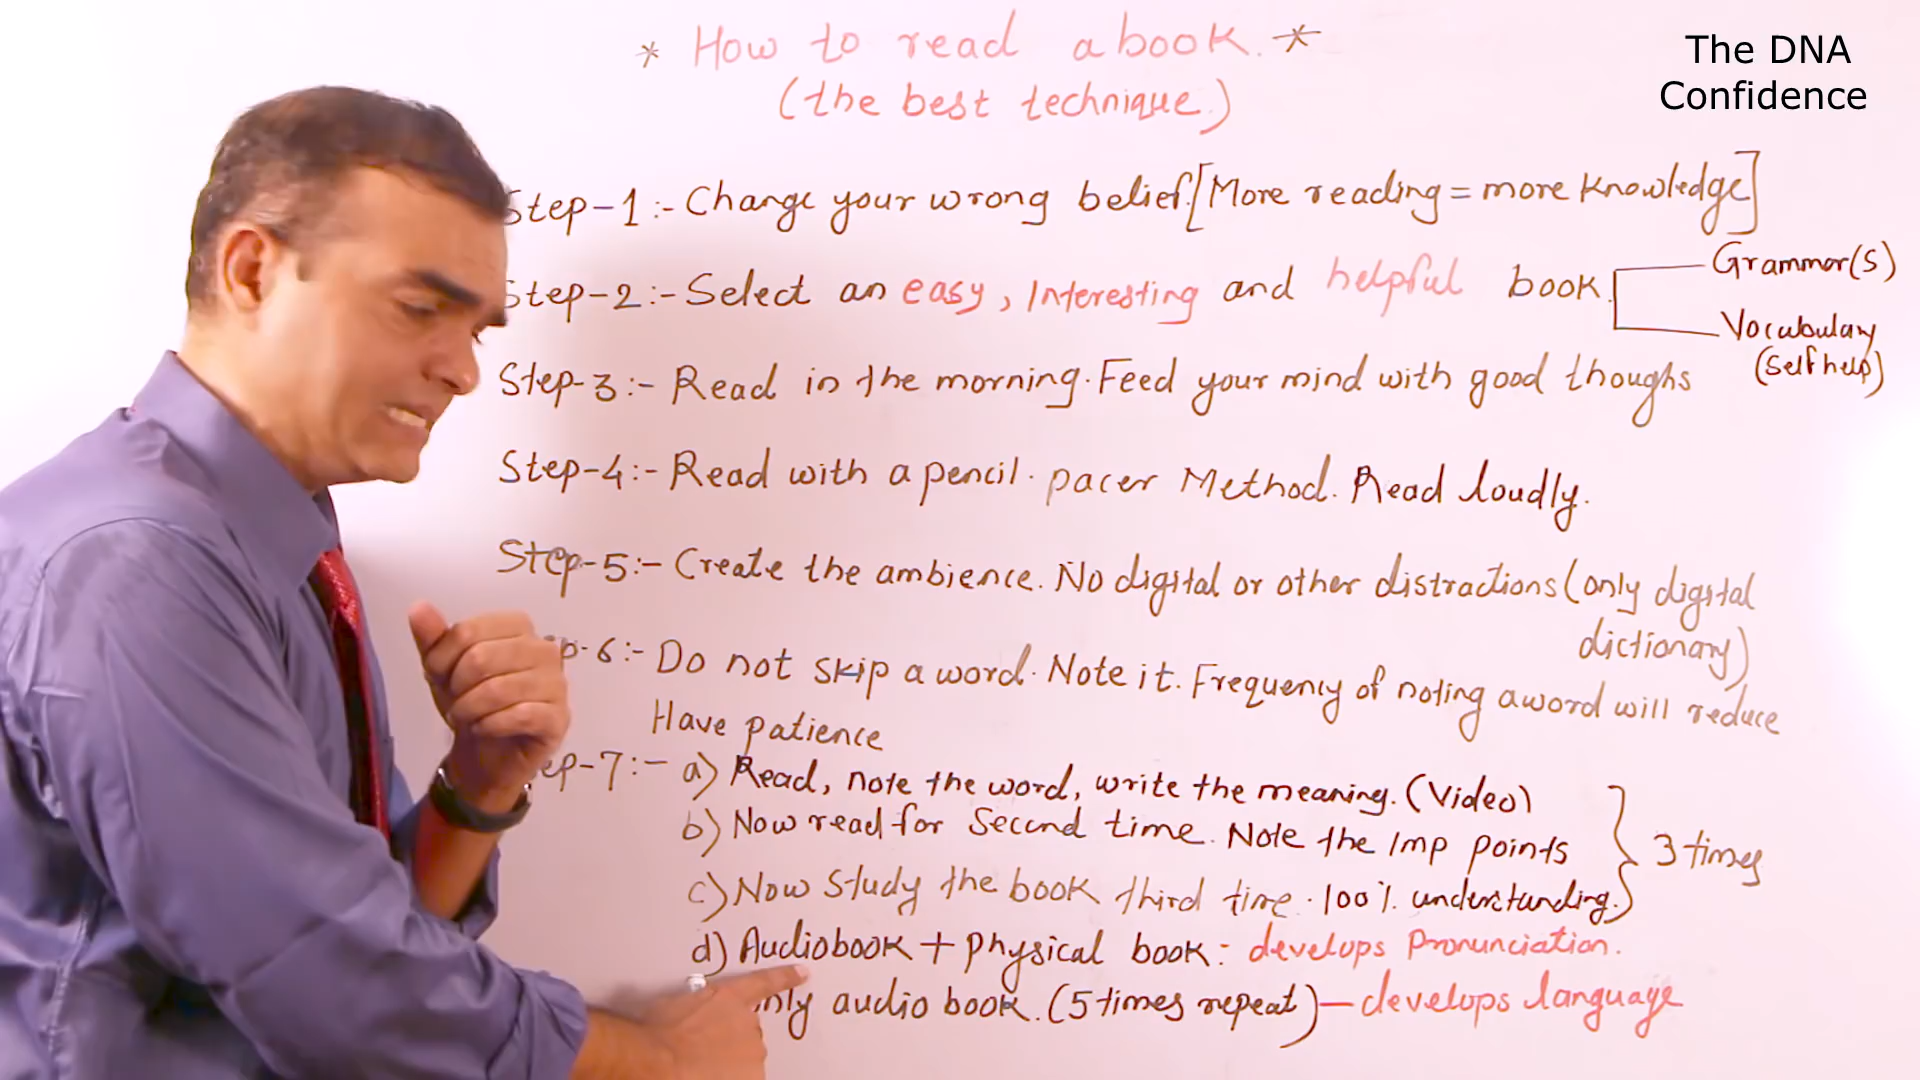 * How to read a book. *
(the best technique.)
The DNA
Confidence
Step-1:- Change your wrong belief. [More reading = more knowledge]
Step-2:- Select an easy, Interesting and helpful book.
Grammar(s)
Vocabulary
(Self help)
Step-3:- Read in the morning. Feed your mind with good thoughs
Step-4:- Read with a pencil. pacer Method. Read loudly.
Step-5:- Create the ambience. No digital or other distractions (only digital
dictionary)
p-6:- Do not skip a word. Note it. Frequency of noting a word will reduce
Have patience
ep-7:- a) Read, note the word, write the meaning. (Video)
b) Now read for Second time. Note the Imp points
c) Now study the book third time. 100% understanding.
3 times
d) Audiobook + physical book: develops Pronunciation.
nly audio book. (5 times repeat) — develops language